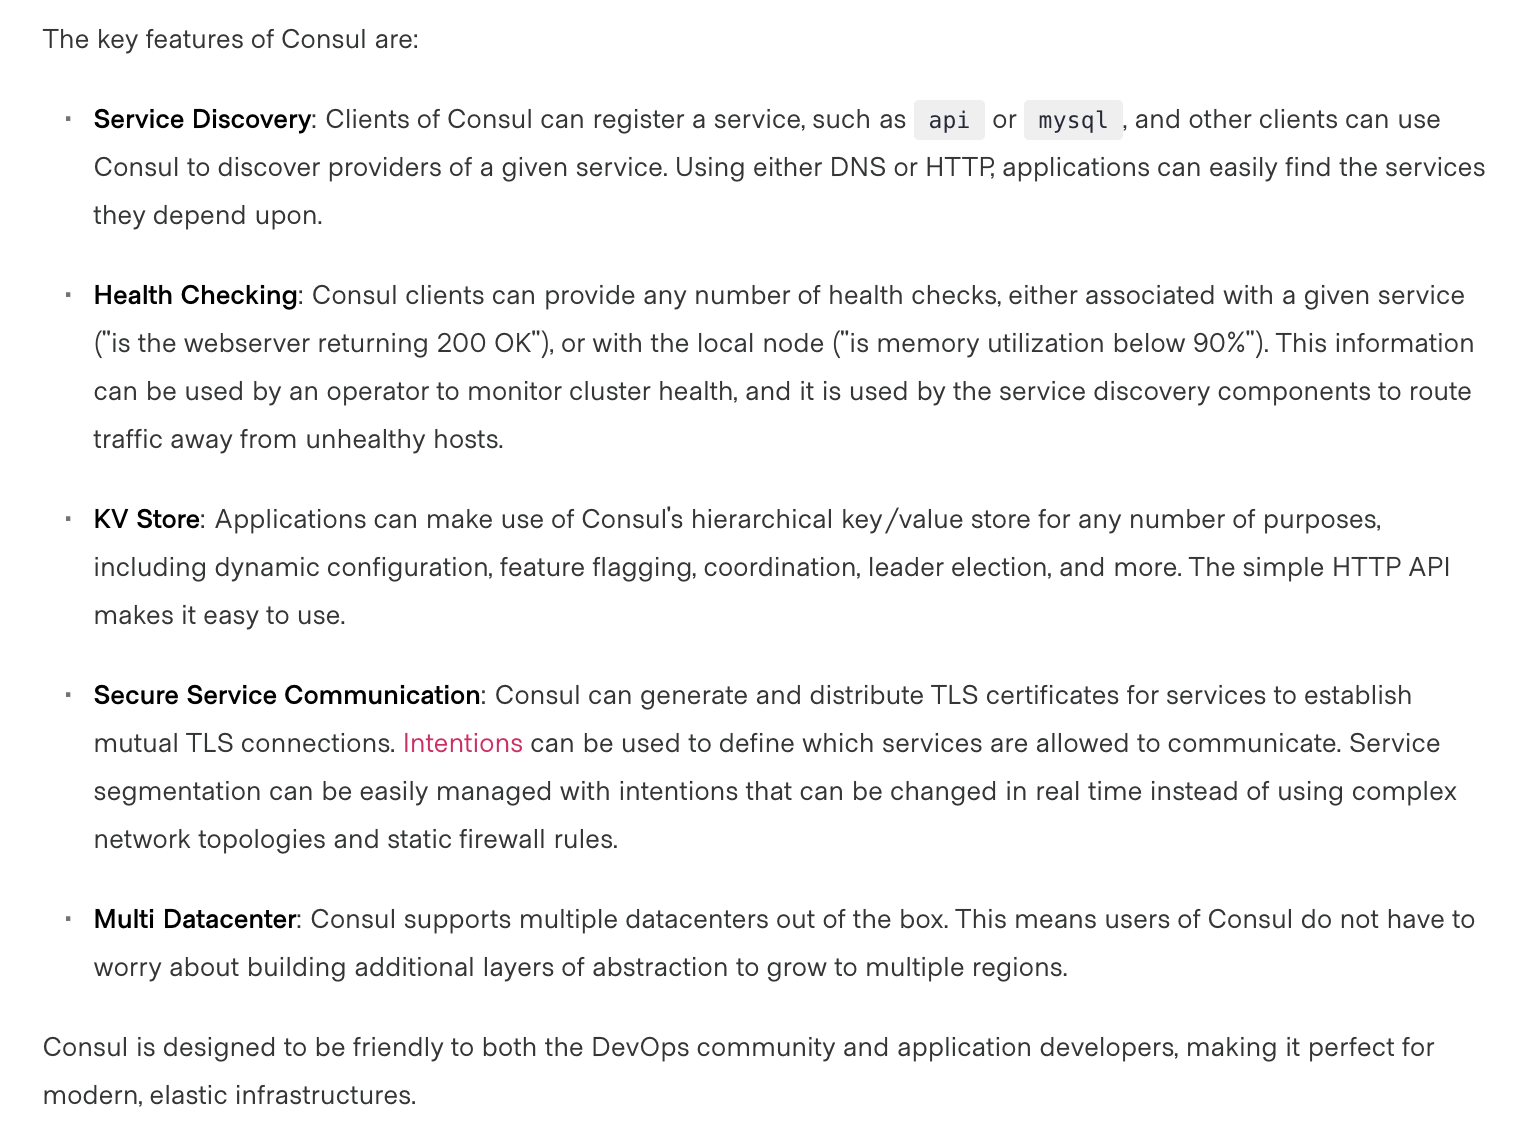 The key features of Consul are:
· Service Discovery: Clients of Consul can register a service, such as api or mysql , and other clients can use
Consul to discover providers of a given service. Using either DNS or HTTP, applications can easily find the services
they depend upon.
· Health Checking: Consul clients can provide any number of health checks, either associated with a given service
("is the webserver returning 200 OK"), or with the local node ("is memory utilization below 90%"). This information
can be used by an operator to monitor cluster health, and it is used by the service discovery components to route
traffic away from unhealthy hosts.
· KV Store: Applications can make use of Consul's hierarchical key/value store for any number of purposes,
including dynamic configuration, feature flagging, coordination, leader election, and more. The simple HTTP API
makes it easy to use.
· Secure Service Communication: Consul can generate and distribute TLS certificates for services to establish
mutual TLS connections. Intentions can be used to define which services are allowed to communicate. Service
segmentation can be easily managed with intentions that can be changed in real time instead of using complex
network topologies and static firewall rules.
· Multi Datacenter: Consul supports multiple datacenters out of the box. This means users of Consul do not have to
worry about building additional layers of abstraction to grow to multiple regions.
Consul is designed to be friendly to both the DevOps community and application developers, making it perfect for
modern, elastic infrastructures.